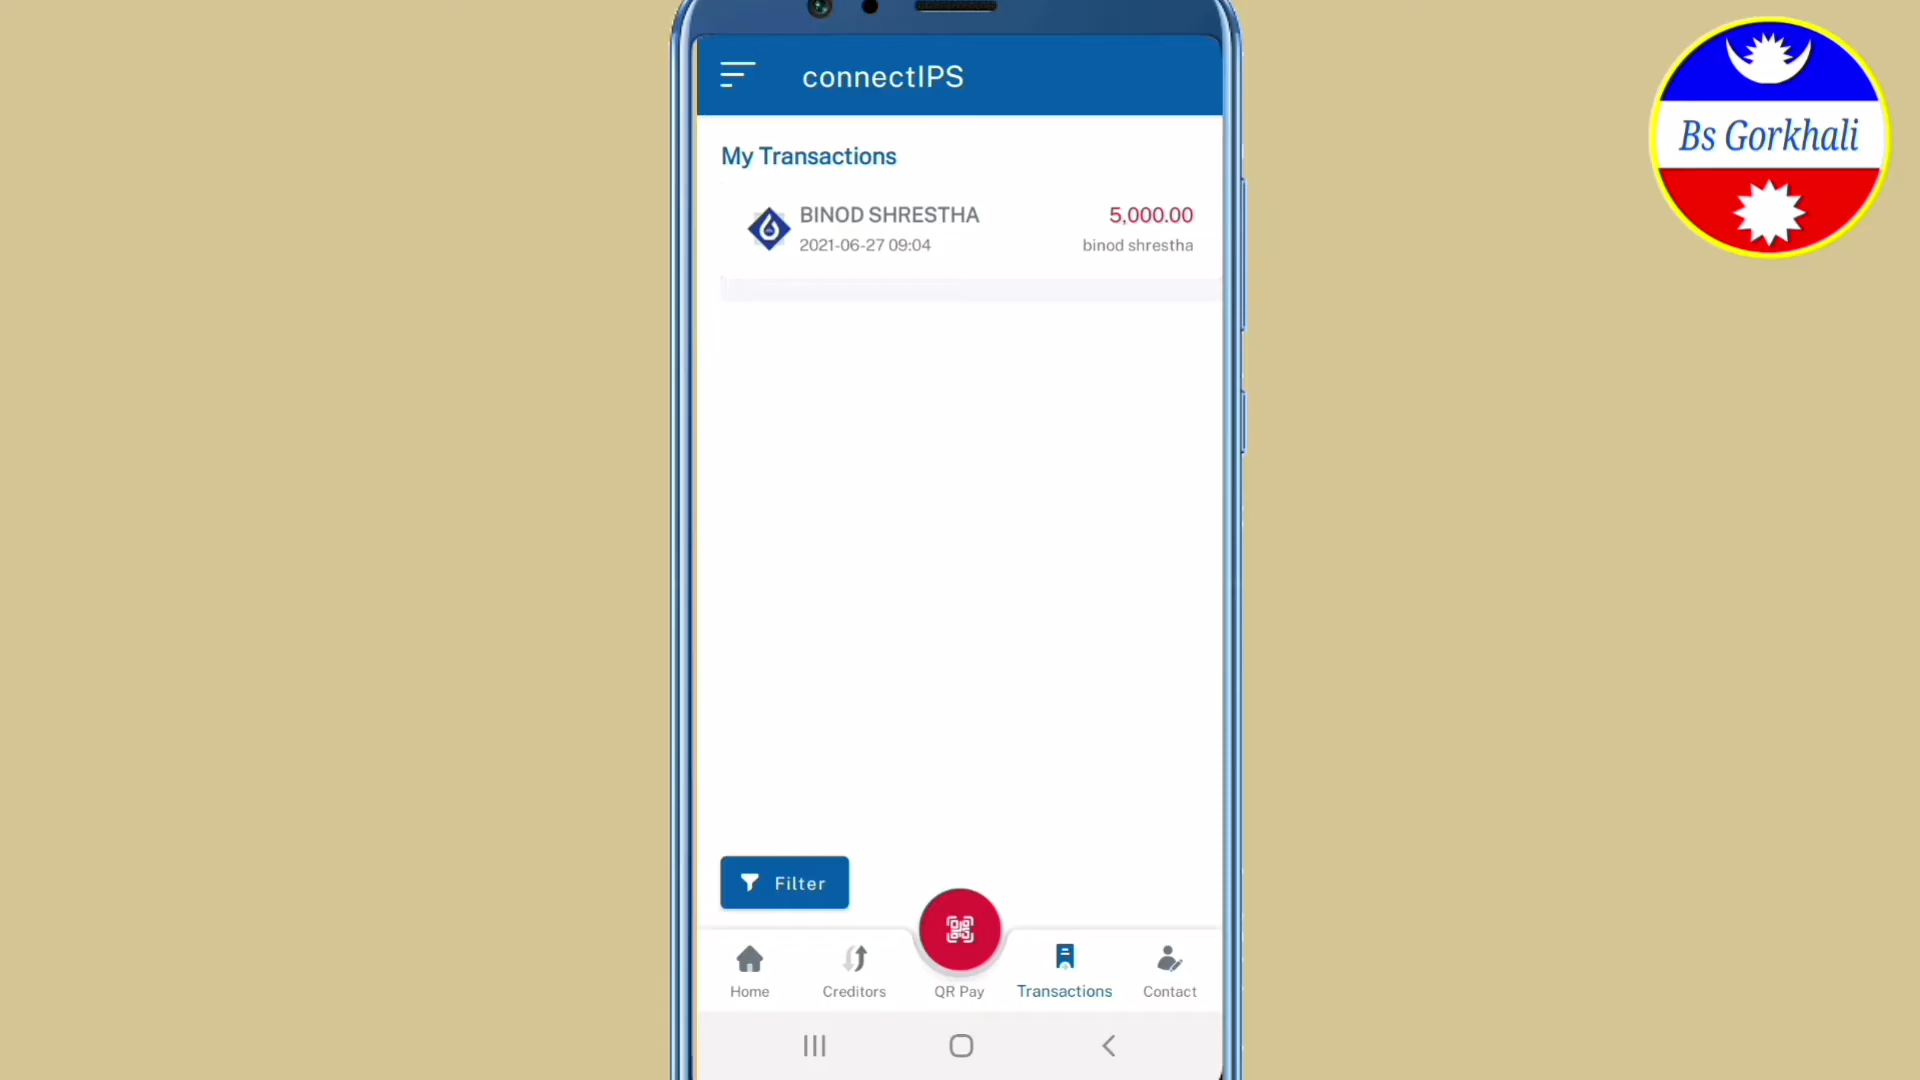 connectIPS
Bs Gorkhali
My Transactions
BINOD SHRESTHA 5,000.00
2021-06-27 09:04 binod shrestha
Filter
Home Creditors QR Pay Transactions Contact